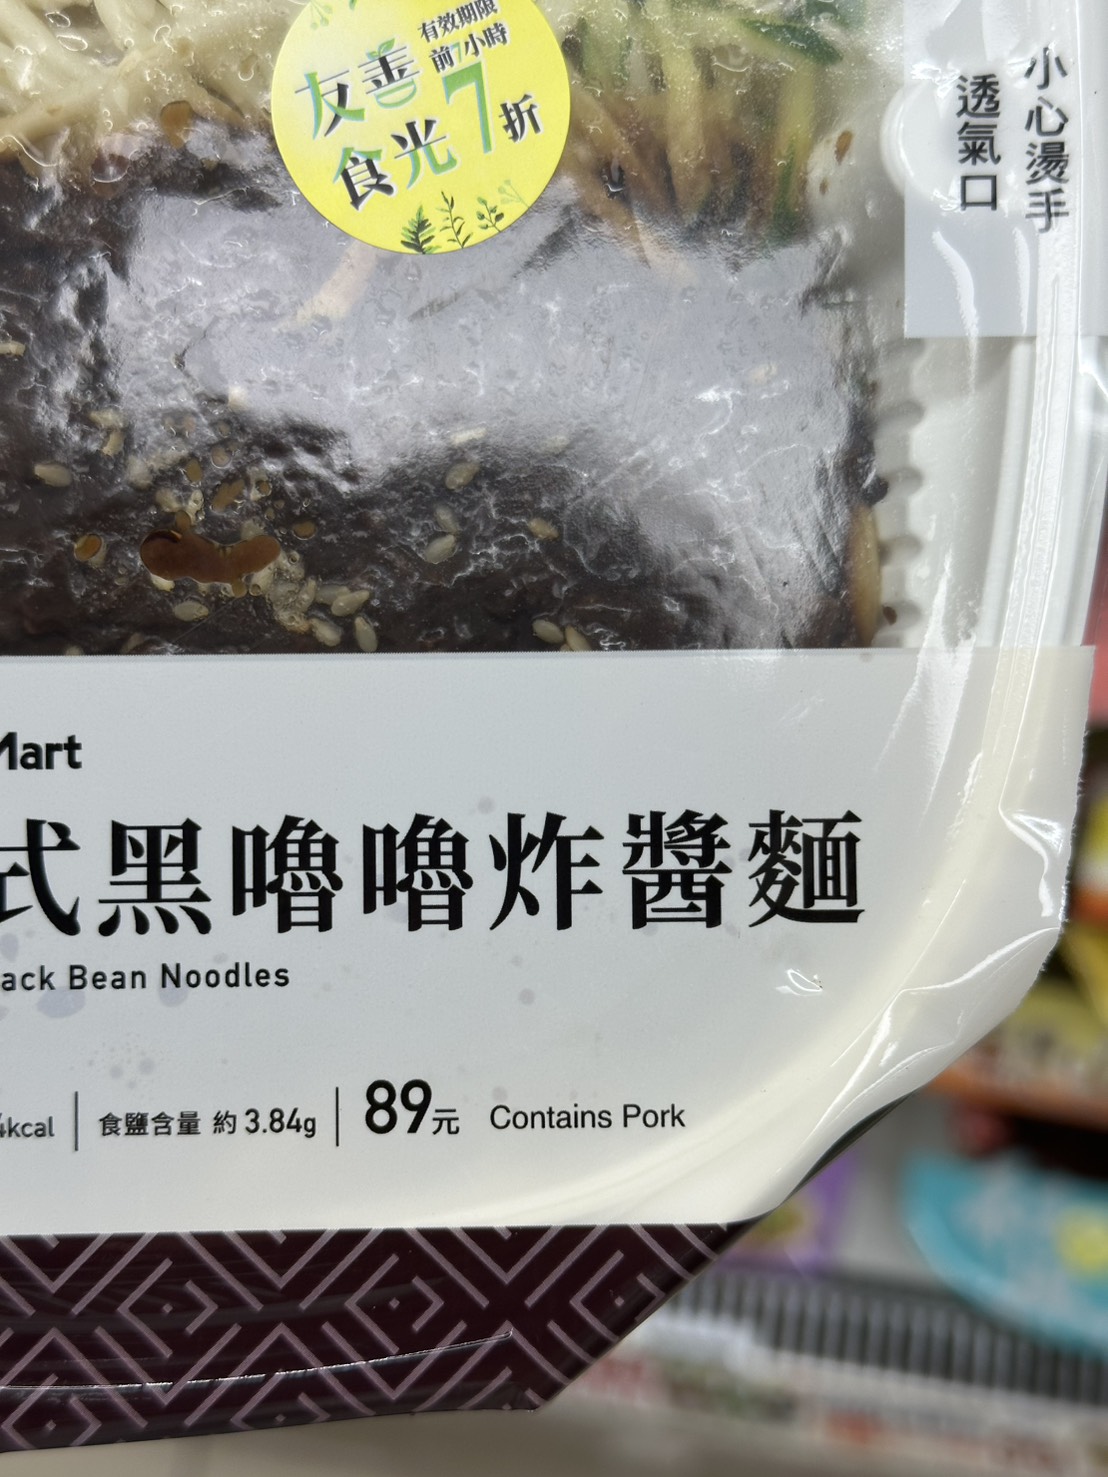 有效期限
前7小時
友善
食光7折
小心燙手
透氣口
Mart
式黑嚕嚕炸醬麵
ack Bean Noodles
4kcal
食鹽含量 約 3.84g
89元
Contains Pork